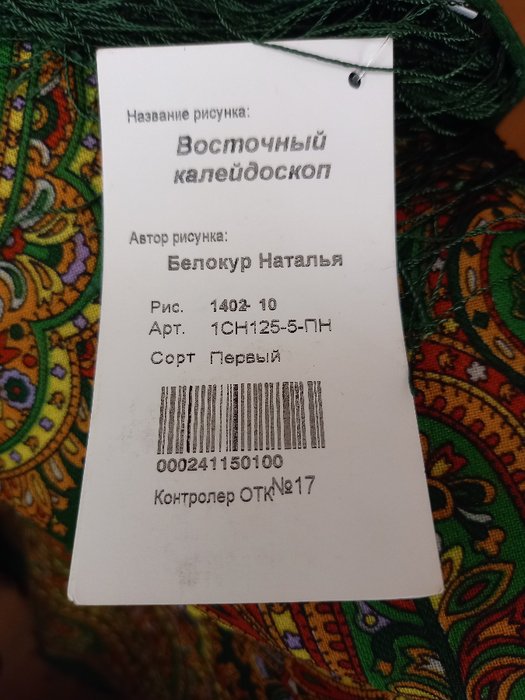 Название рисунка:
Восточный
калейдоскоп
Автор рисунка:
Белокур Наталья
Рис. 1402- 10
Арт. 1СН125-5-ПН
Сорт Первый
000241150100
Контролер ОТК№17